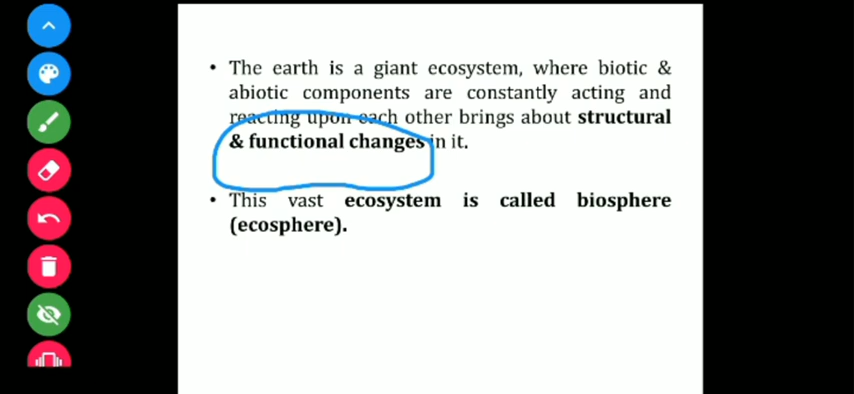 • The earth is a giant ecosystem, where biotic &
abiotic components are constantly acting and
reacting upon each other brings about structural
& functional changes in it.
• This vast ecosystem is called biosphere
(ecosphere).